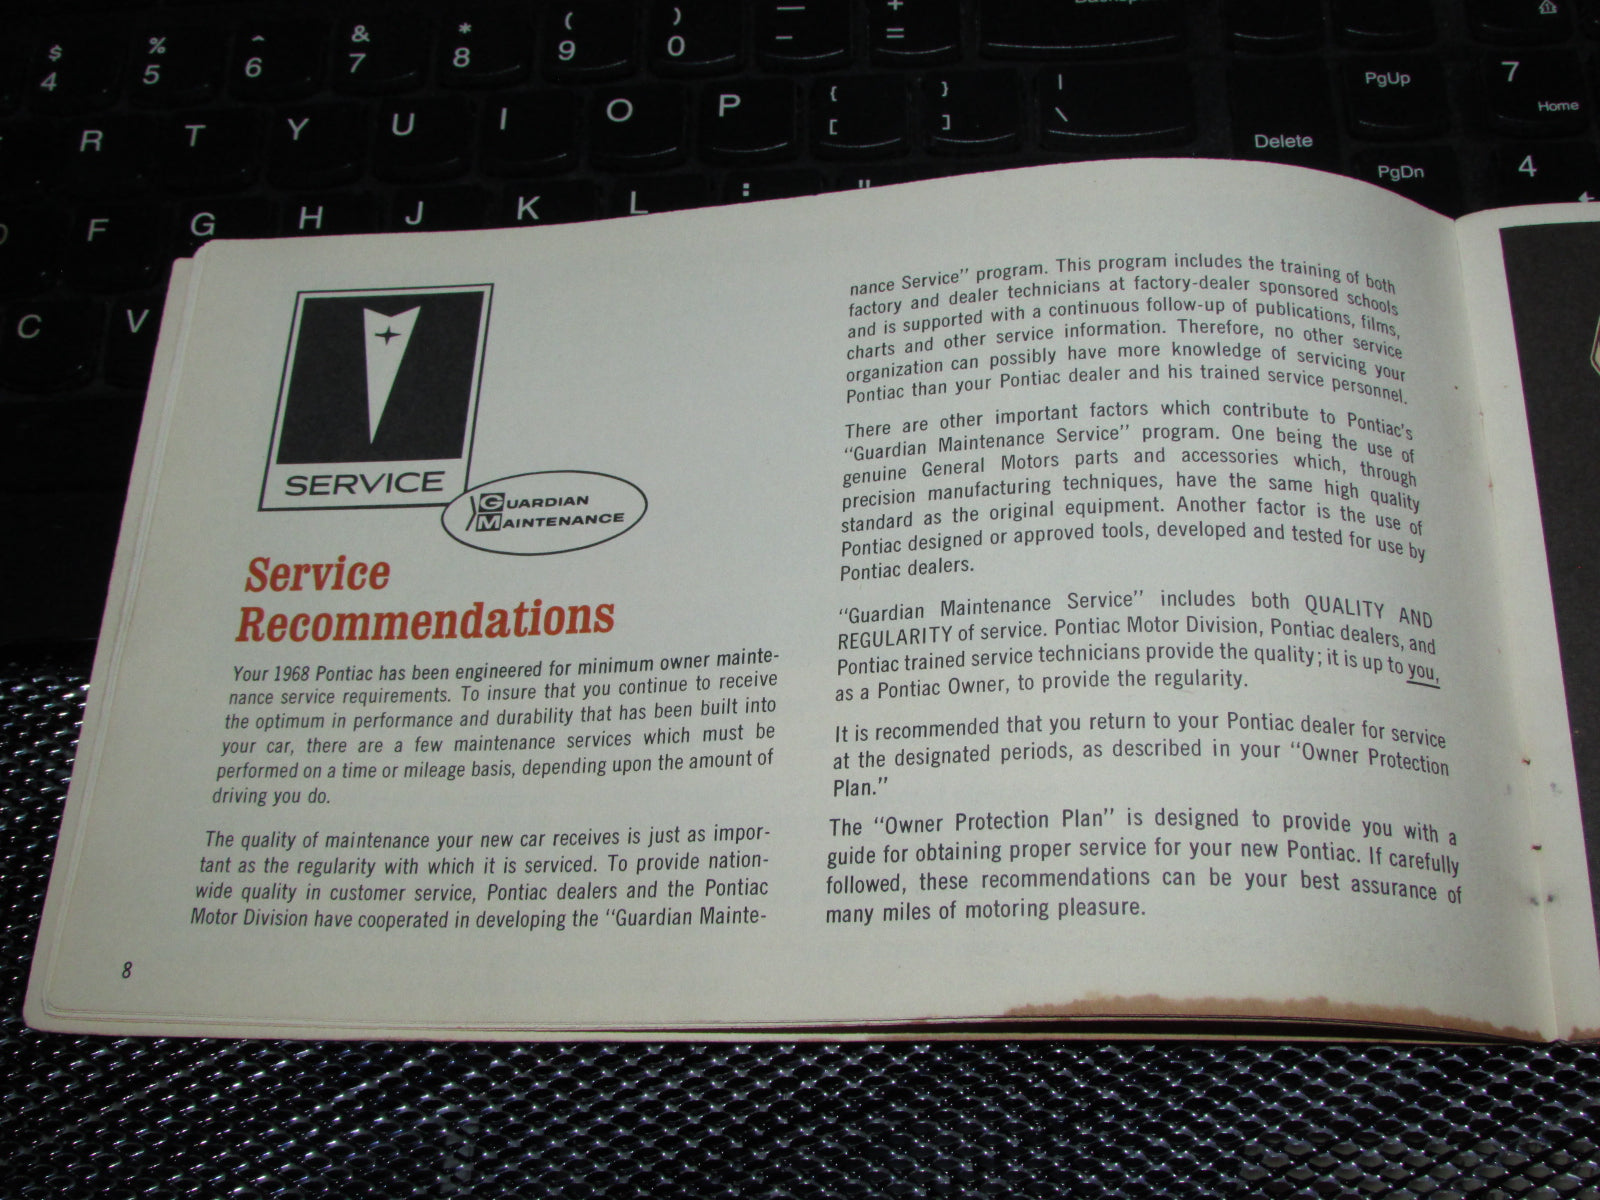 $ % ^ & * ( ) — +
4 5 6 7 8 9 0 - =
PgUp 7
Home
R T Y U I O P { } |
[ ] \
Delete
PgDn 4
F G H J K L : "
C V
SERVICE
GUARDIAN
MAINTENANCE
Service
Recommendations
Your 1968 Pontiac has been engineered for minimum owner mainte-
nance service requirements. To insure that you continue to receive
the optimum in performance and durability that has been built into
your car, there are a few maintenance services which must be
performed on a time or mileage basis, depending upon the amount of
driving you do.
The quality of maintenance your new car receives is just as impor-
tant as the regularity with which it is serviced. To provide nation-
wide quality in customer service, Pontiac dealers and the Pontiac
Motor Division have cooperated in developing the “Guardian Mainte-
8
nance Service” program. This program includes the training of both
factory and dealer technicians at factory-dealer sponsored schools
and is supported with a continuous follow-up of publications, films,
charts and other service information. Therefore, no other service
organization can possibly have more knowledge of servicing your
Pontiac than your Pontiac dealer and his trained service personnel.
There are other important factors which contribute to Pontiac's
“Guardian Maintenance Service” program. One being the use of
genuine General Motors parts and accessories which, through
precision manufacturing techniques, have the same high quality
standard as the original equipment. Another factor is the use of
Pontiac designed or approved tools, developed and tested for use by
Pontiac dealers.
“Guardian Maintenance Service” includes both QUALITY AND
REGULARITY of service. Pontiac Motor Division, Pontiac dealers, and
Pontiac trained service technicians provide the quality; it is up to you,
as a Pontiac Owner, to provide the regularity.
It is recommended that you return to your Pontiac dealer for service
at the designated periods, as described in your “Owner Protection
Plan.”
The “Owner Protection Plan” is designed to provide you with a
guide for obtaining proper service for your new Pontiac. If carefully
followed, these recommendations can be your best assurance of
many miles of motoring pleasure.